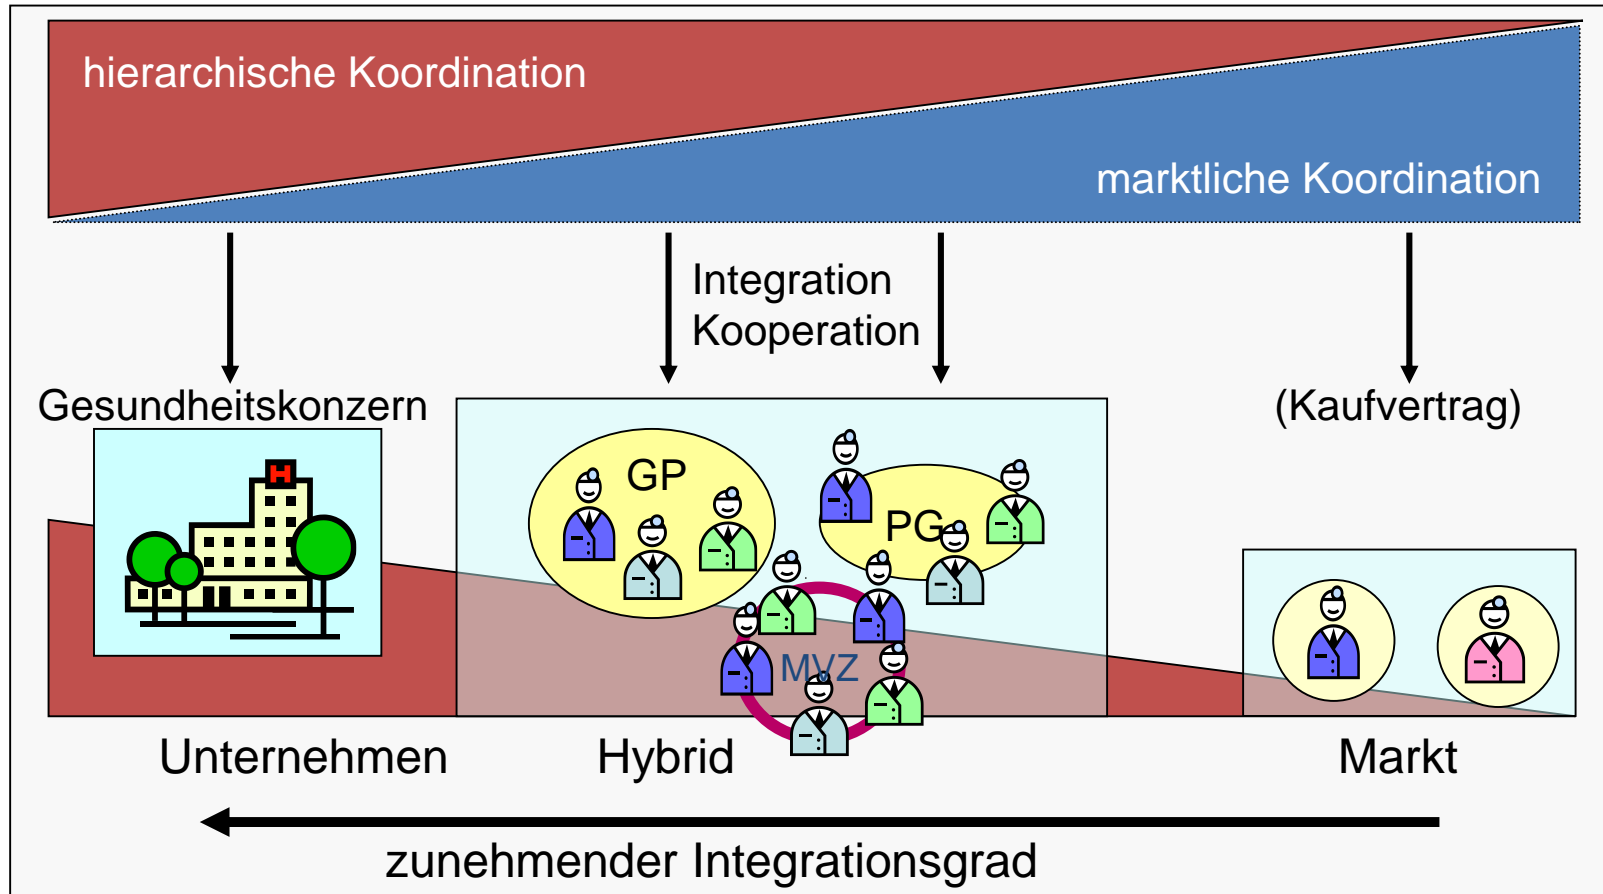 hierarchische Koordination
marktliche Koordination
Integration
Kooperation
Gesundheitskonzern
(Kaufvertrag)
H
GP
PG
MVZ
Unternehmen
Hybrid
Markt
zunehmender Integrationsgrad